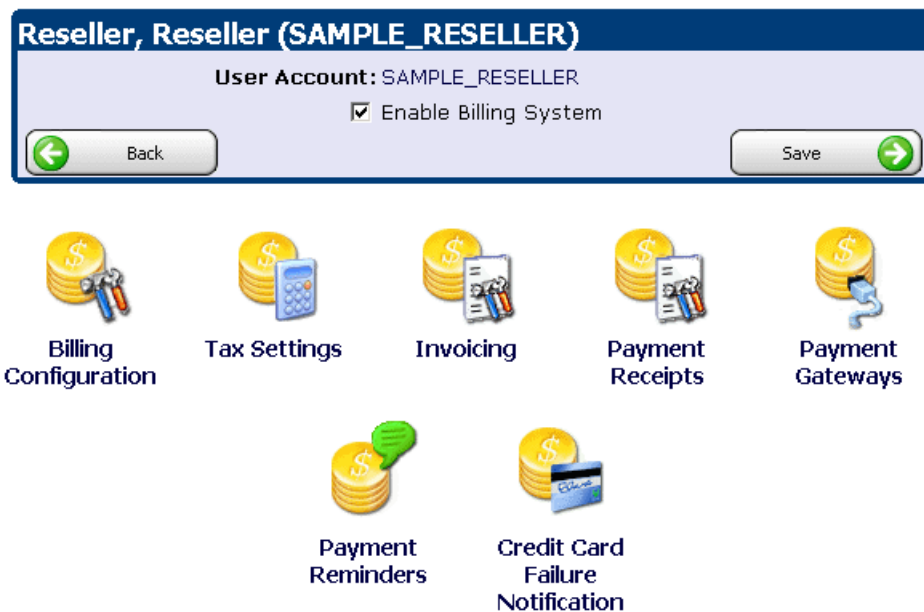 Reseller, Reseller (SAMPLE_RESELLER)
User Account: SAMPLE_RESELLER
Enable Billing System
Back
Save
Billing
Configuration
Tax Settings
Invoicing
Payment
Receipts
Payment
Gateways
Payment
Reminders
Credit Card
Failure
Notification